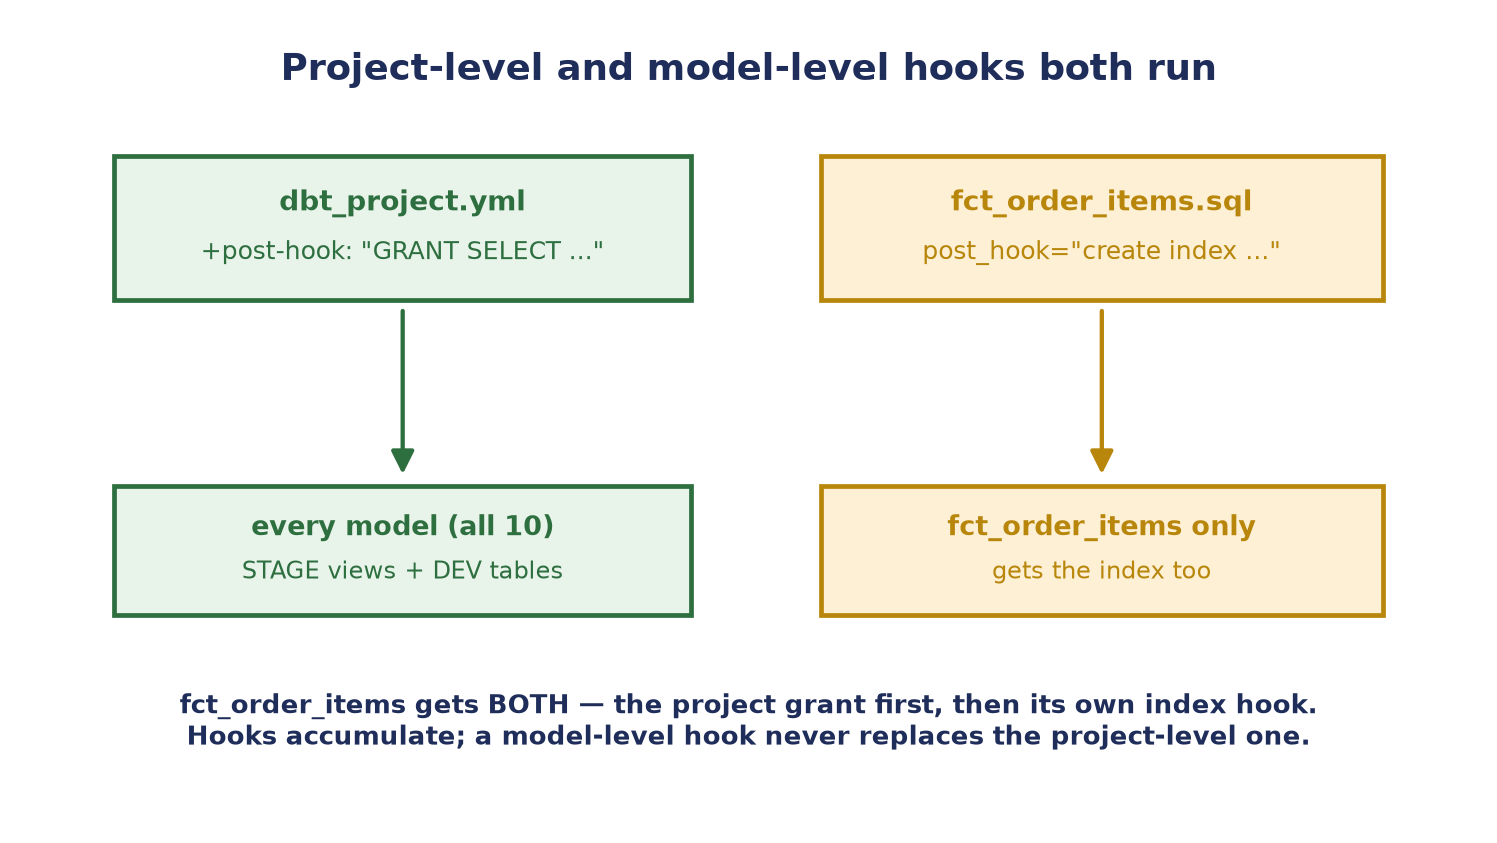 Project-level and model-level hooks both run
dbt_project.yml
+post-hook: "GRANT SELECT ..."
fct_order_items.sql
post_hook="create index ..."
every model (all 10)
STAGE views + DEV tables
fct_order_items only
gets the index too
fct_order_items gets BOTH — the project grant first, then its own index hook.
Hooks accumulate; a model-level hook never replaces the project-level one.